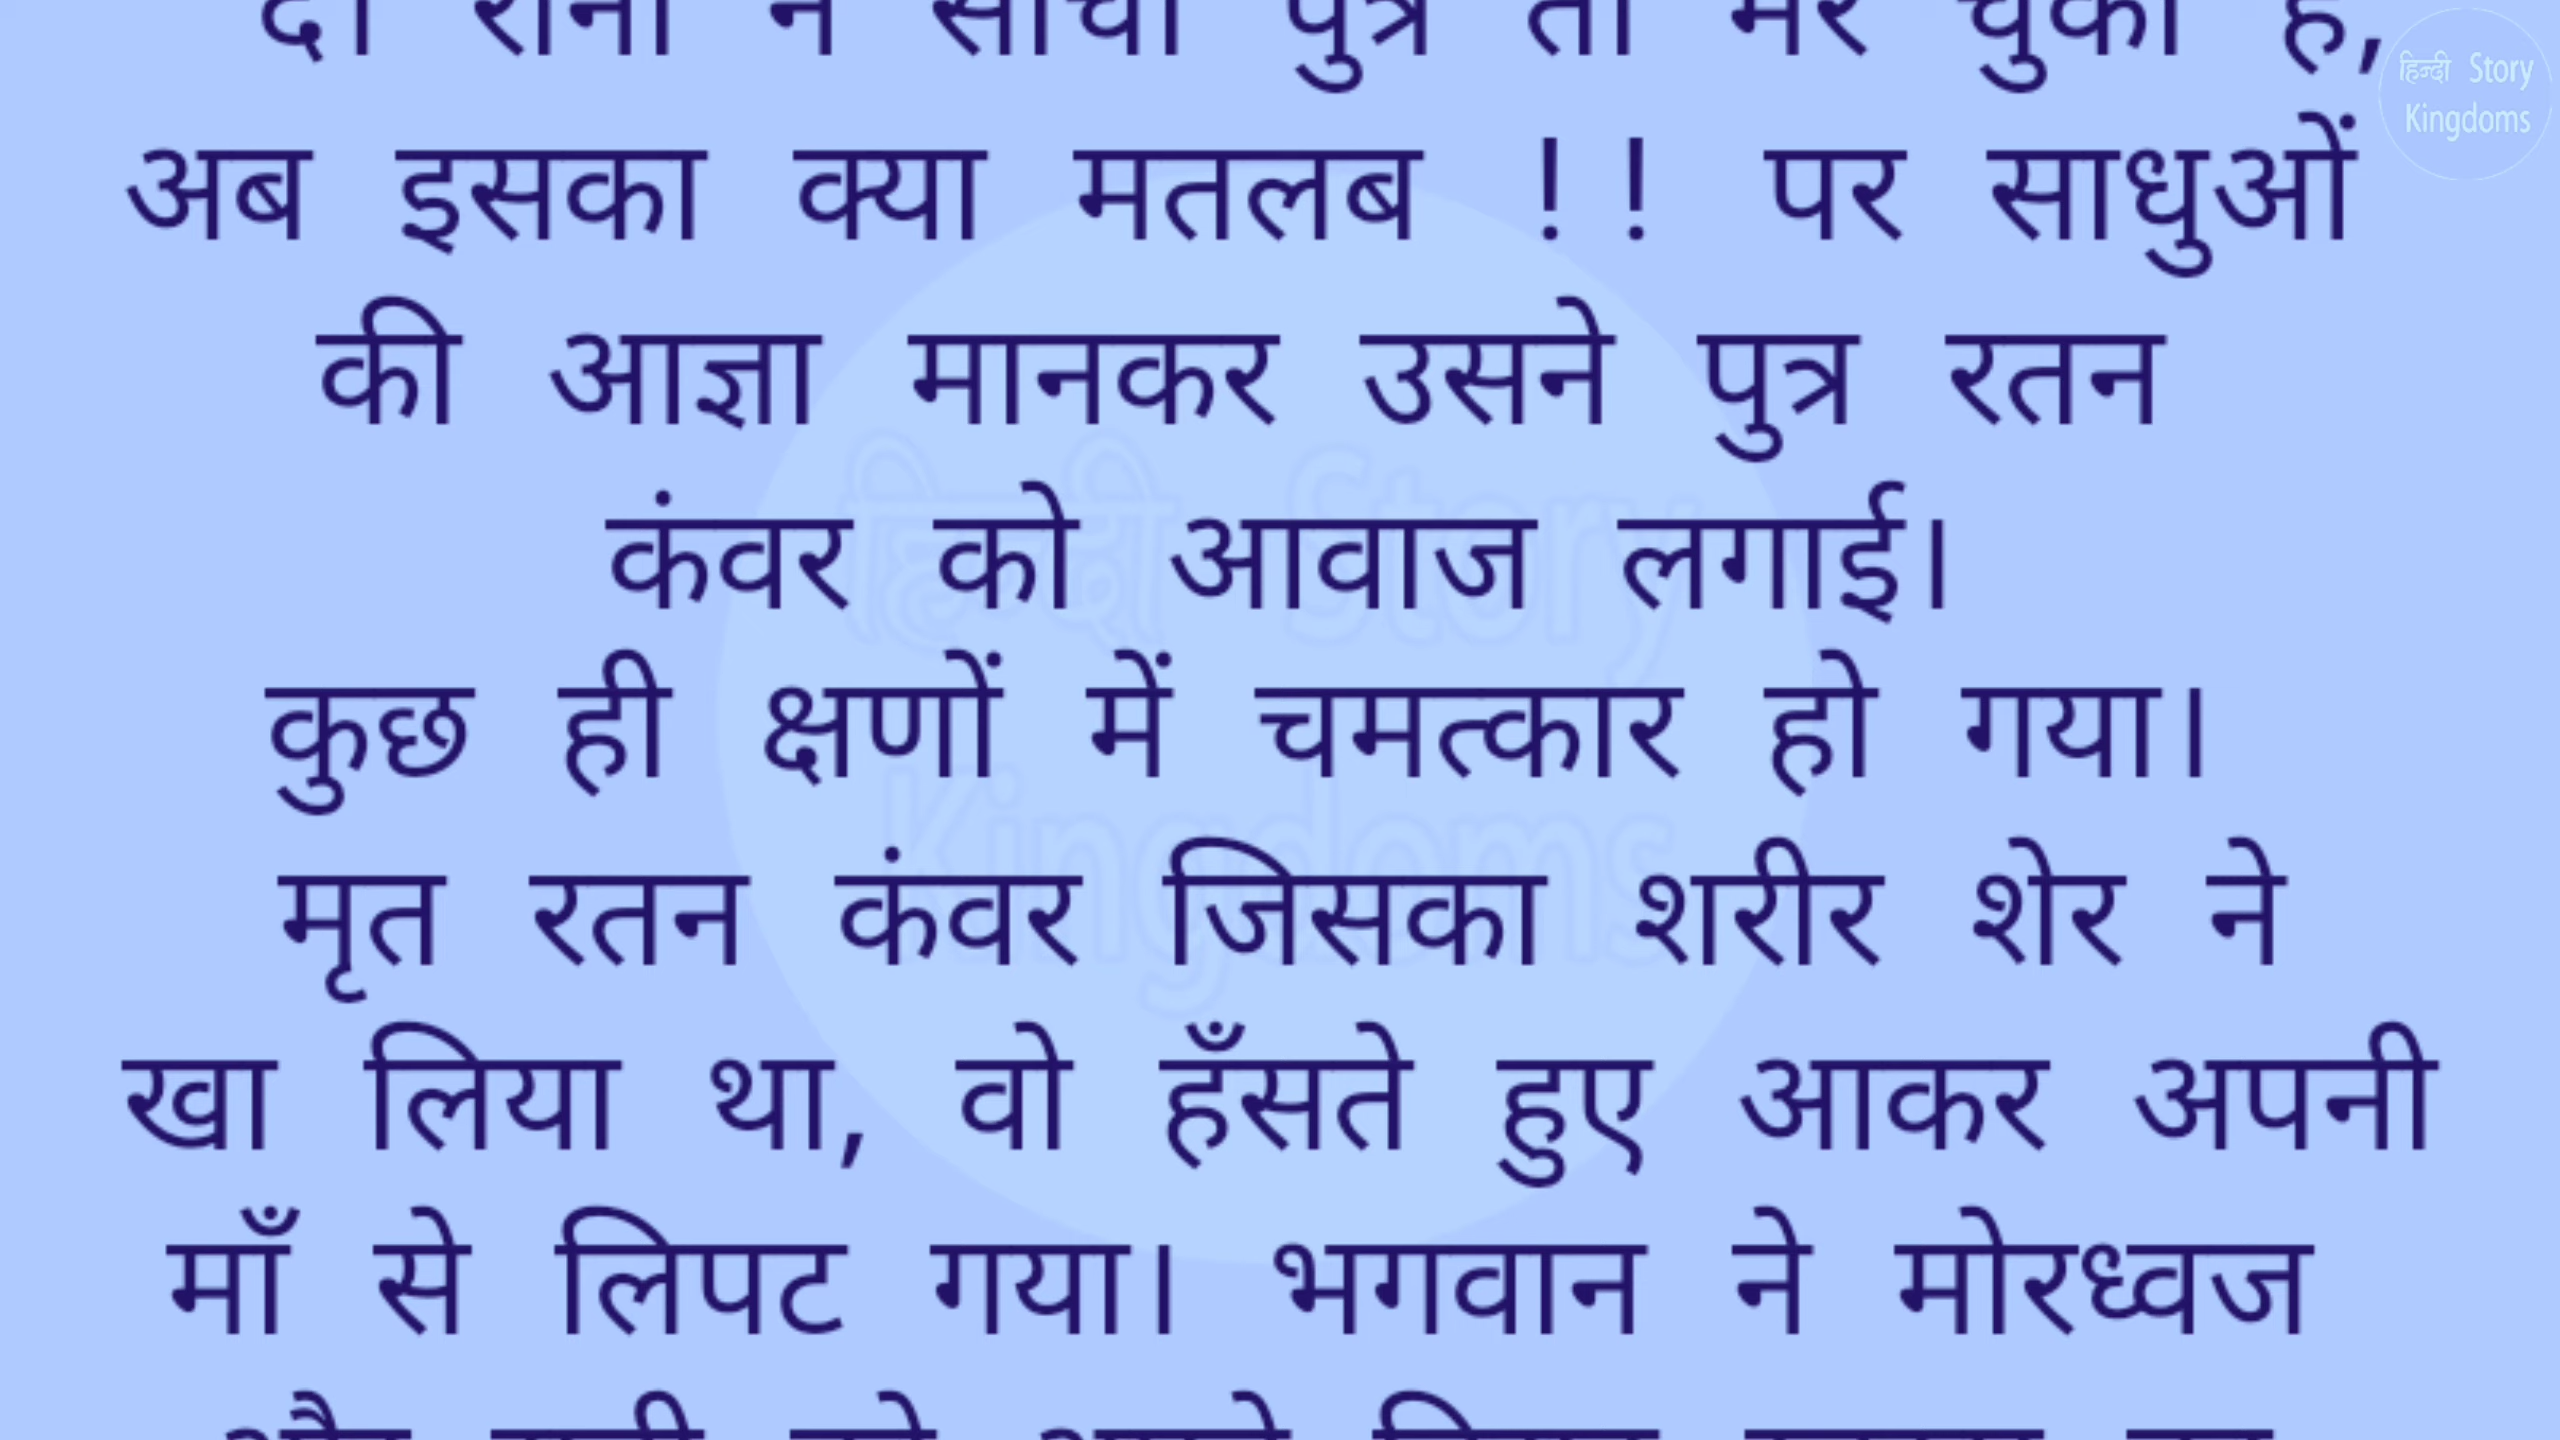 दो। रानी ने सोचा पुत्र तो मर चुका है,
अब इसका क्या मतलब !! पर साधुओं
की आज्ञा मानकर उसने पुत्र रतन
कंवर को आवाज लगाई।
कुछ ही क्षणों में चमत्कार हो गया।
मृत रतन कंवर जिसका शरीर शेर ने
खा लिया था, वो हँसते हुए आकर अपनी
माँ से लिपट गया। भगवान ने मोरध्वज
हिन्दी Story
Kingdoms